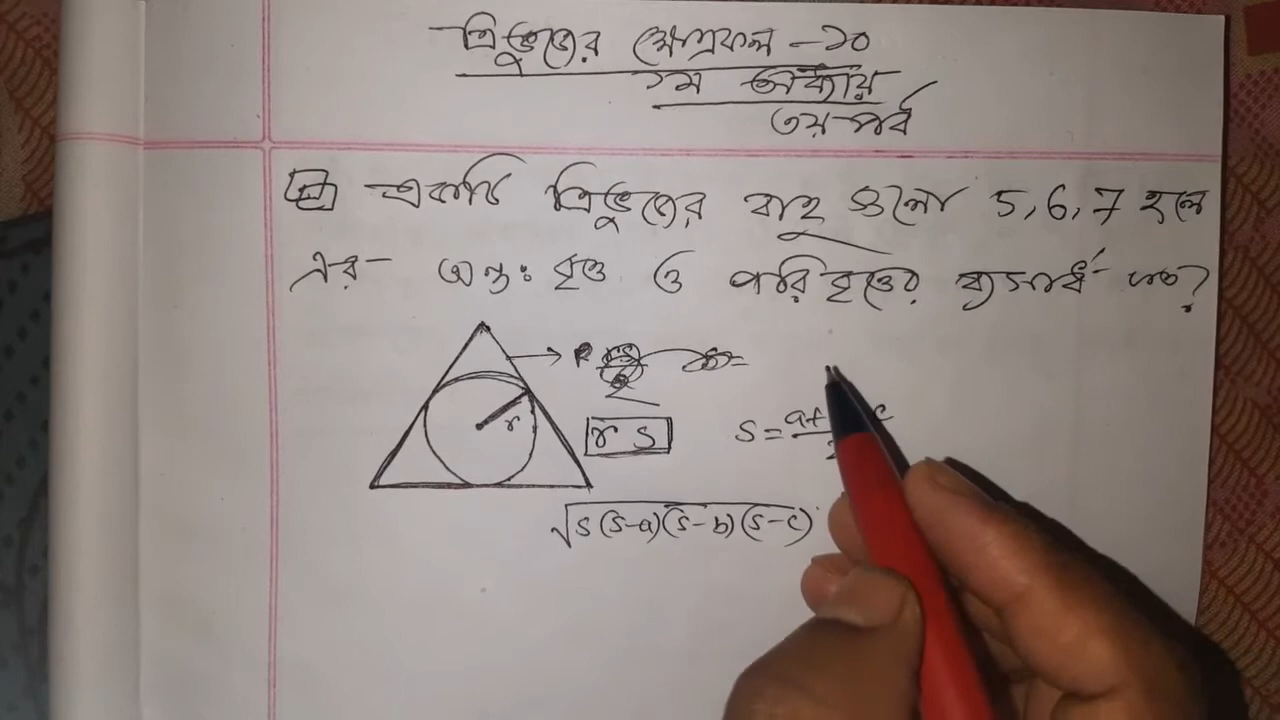 ত্রিভুজের ক্ষেত্রফল -১০
৭ম অধ্যায়
৩য় পর্ব
একটি ত্রিভুজের বাহু গুলো 5, 6, 7 হলে
এর অন্তঃবৃত্ত ও পরিবৃত্তের ব্যাসার্ধ কত?
r
r s
s =
√s(s-a)(s-b)(s-c)